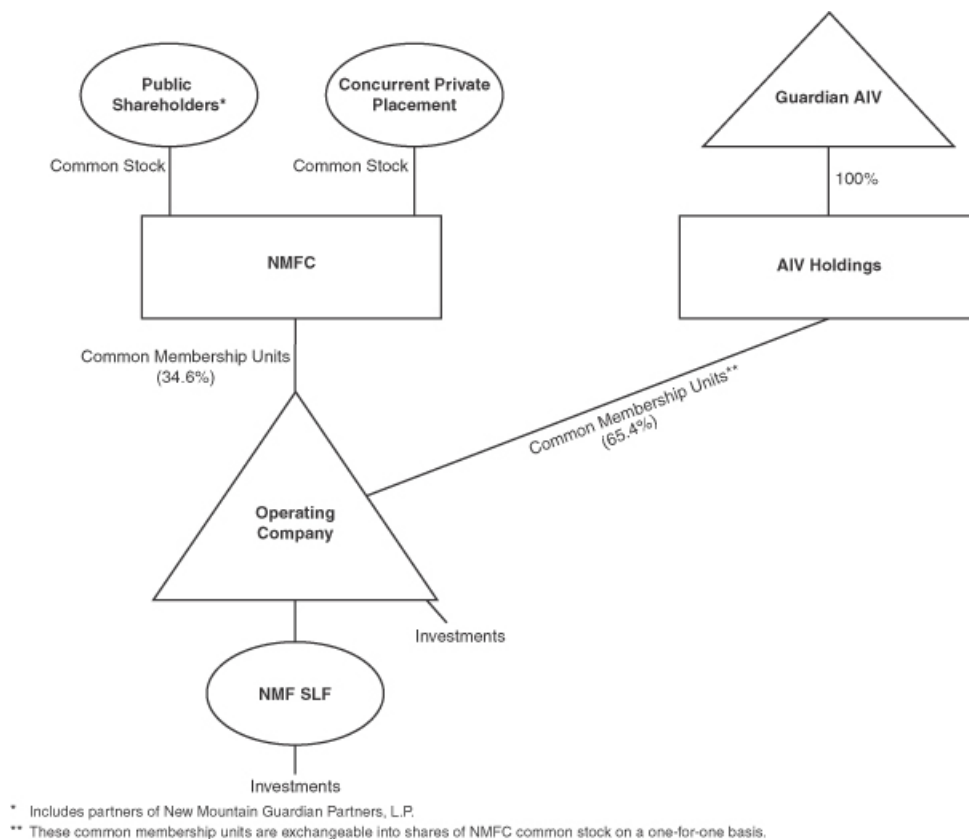 Public
Shareholders*
Concurrent Private
Placement
Guardian AIV
Common Stock
Common Stock
100%
NMFC
AIV Holdings
Common Membership Units
(34.6%)
Common Membership Units**
(65.4%)
Operating
Company
Investments
NMF SLF
Investments
* Includes partners of New Mountain Guardian Partners, L.P.
** These common membership units are exchangeable into shares of NMFC common stock on a one-for-one basis.